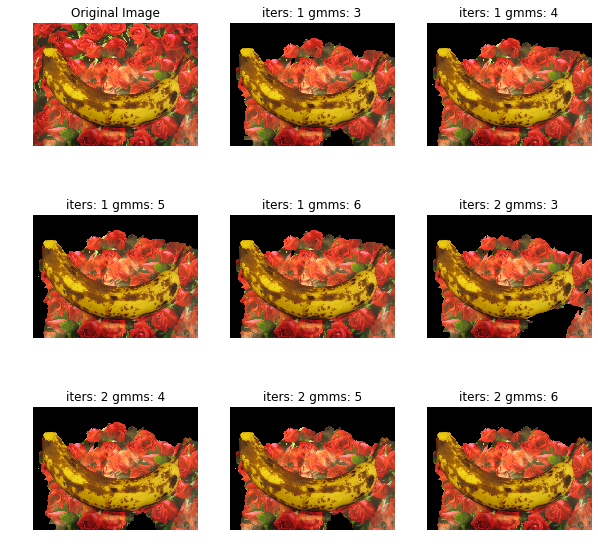 Original Image
iters: 1 gmms: 3
iters: 1 gmms: 4
iters: 1 gmms: 5
iters: 1 gmms: 6
iters: 2 gmms: 3
iters: 2 gmms: 4
iters: 2 gmms: 5
iters: 2 gmms: 6